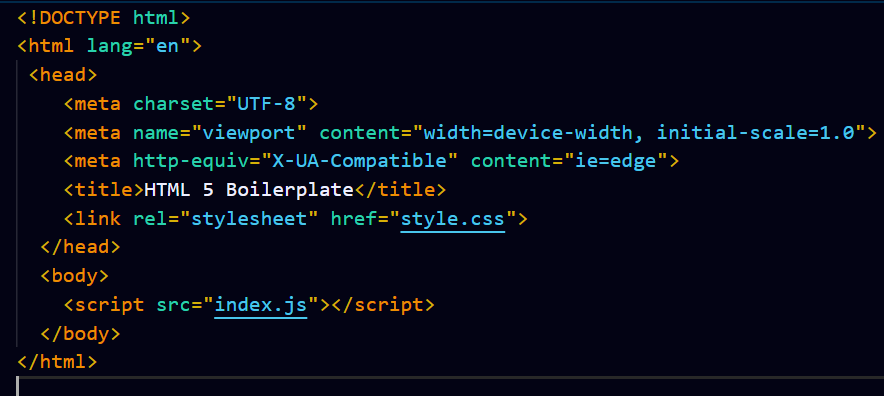 <!DOCTYPE html>
<html lang="en">
<head>
<meta charset="UTF-8">
<meta name="viewport" content="width=device-width, initial-scale=1.0">
<meta http-equiv="X-UA-Compatible" content="ie=edge">
<title>HTML 5 Boilerplate</title>
<link rel="stylesheet" href="style.css">
</head>
<body>
<script src="index.js"></script>
</body>
</html>